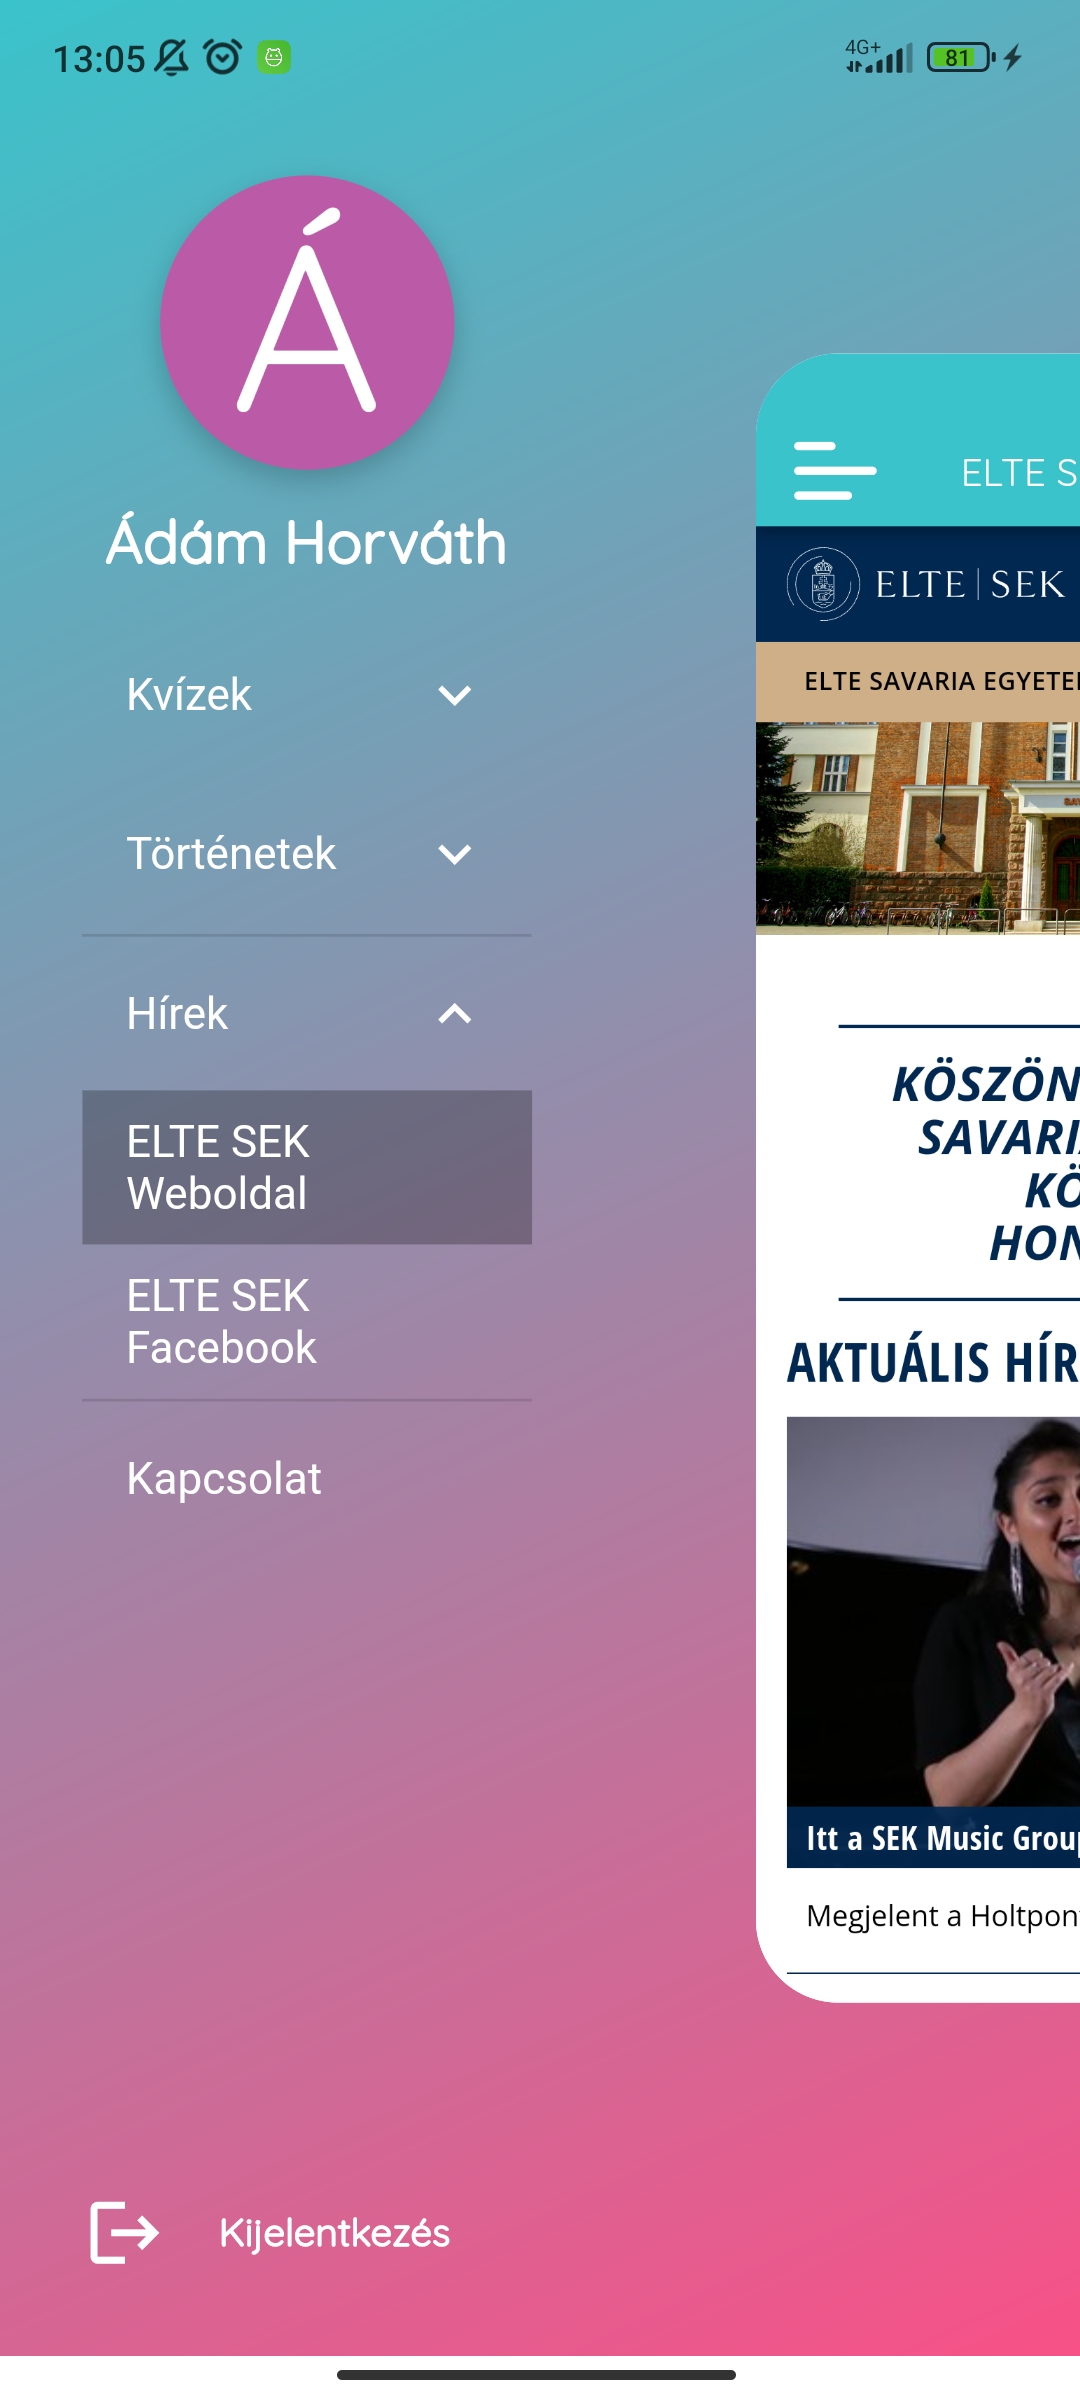 13:05
4G+
81
Á
Ádám Horváth
Kvízek
Történetek
Hírek
ELTE SEK
Weboldal
ELTE SEK
Facebook
Kapcsolat
Kijelentkezés
ELTE S
ELTE | SEK
ELTE SAVARIA EGYETE
KÖSZÖN
SAVARI
KÖ
HON
AKTUÁLIS HÍR
Itt a SEK Music Grou
Megjelent a Holtpon